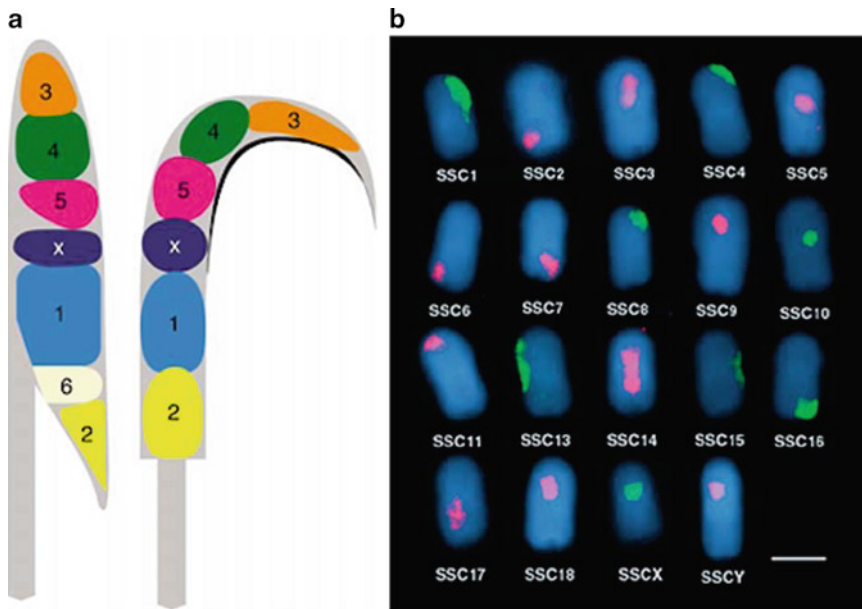 a
3
4
5
X
1
6
2
4
3
5
X
1
2
b
SSC1 SSC2 SSC3 SSC4 SSC5
SSC6 SSC7 SSC8 SSC9 SSC10
SSC11 SSC13 SSC14 SSC15 SSC16
SSC17 SSC18 SSCX SSCY